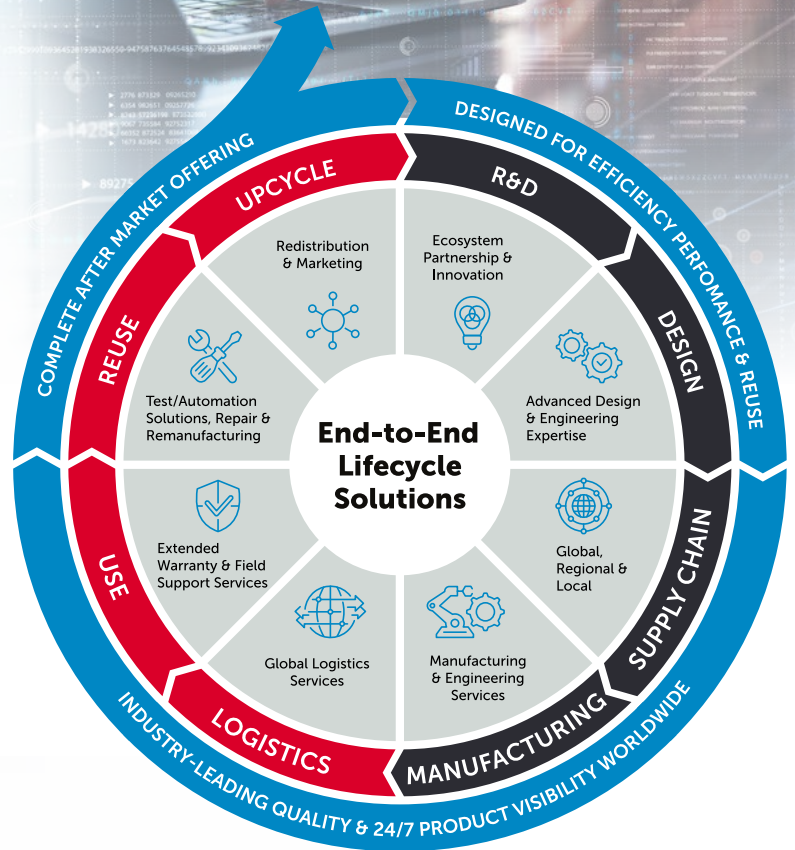 COMPLETE AFTER MARKET OFFERING
DESIGNED FOR EFFICIENCY PERFOMANCE & REUSE
INDUSTRY-LEADING QUALITY & 24/7 PRODUCT VISIBILITY WORLDWIDE
R&D
DESIGN
SUPPLY CHAIN
MANUFACTURING
LOGISTICS
USE
REUSE
UPCYCLE
Ecosystem
Partnership &
Innovation
Advanced Design
& Engineering
Expertise
Global,
Regional &
Local
Manufacturing
& Engineering
Services
Global Logistics
Services
Extended
Warranty & Field
Support Services
Test/Automation
Solutions, Repair &
Remanufacturing
Redistribution
& Marketing
End-to-End
Lifecycle
Solutions
89275